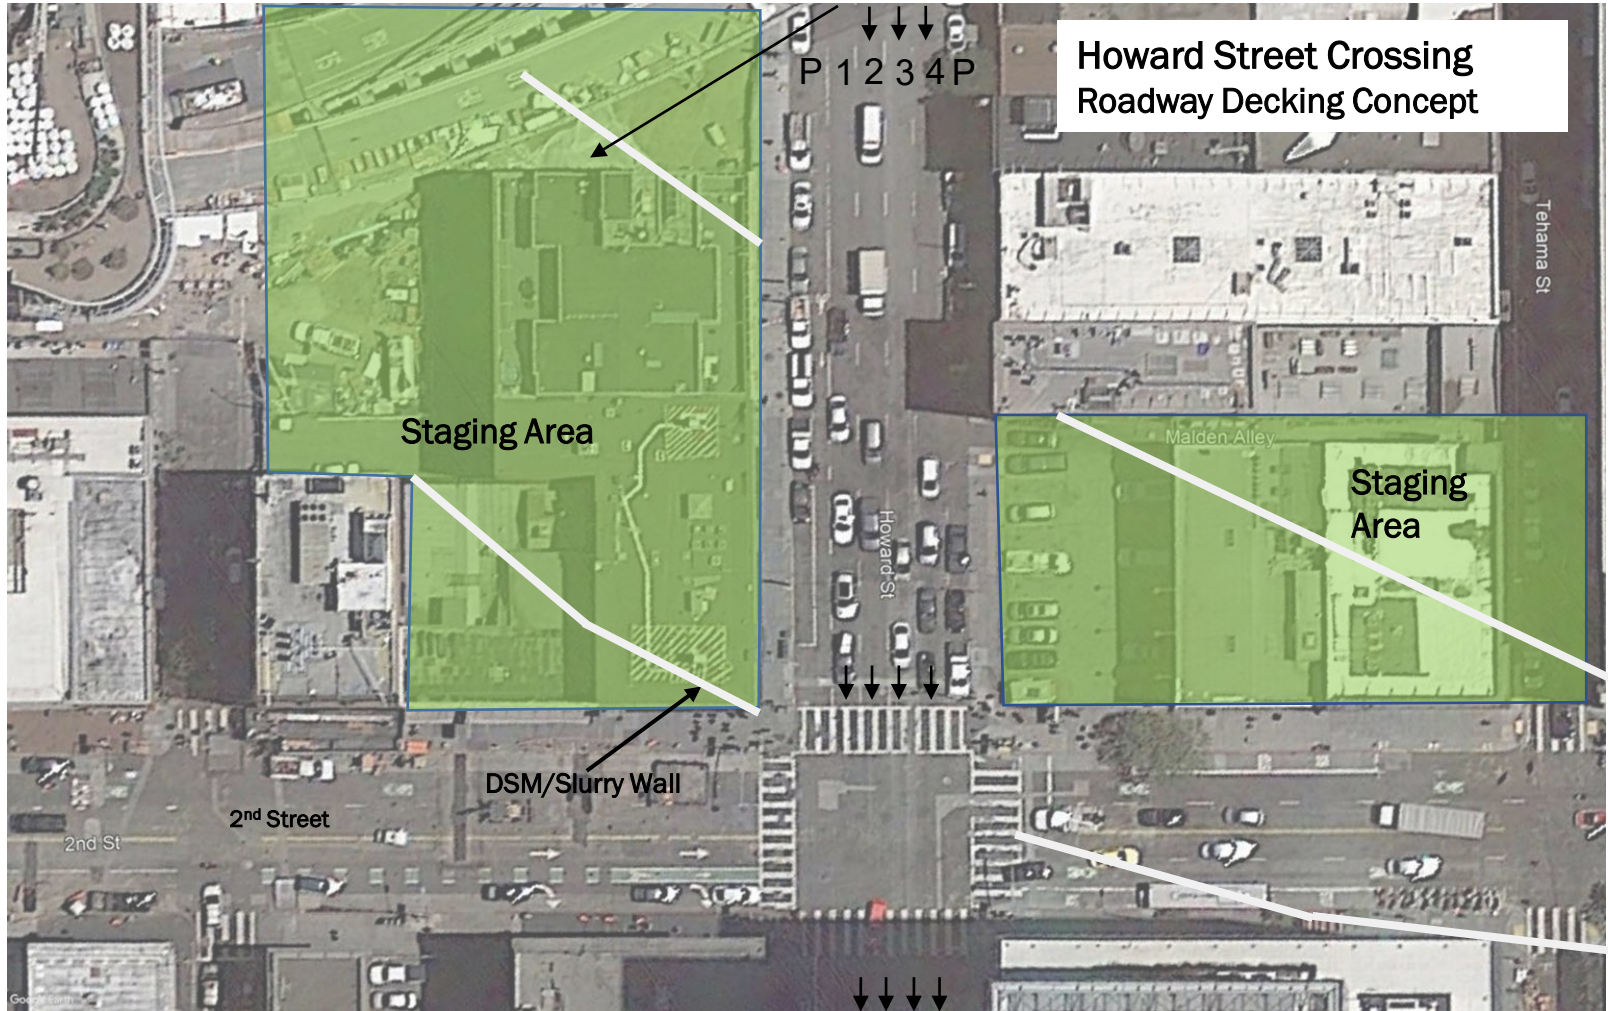 P 1 2 3 4 P
Howard Street Crossing
Roadway Decking Concept
Tehama St
Staging Area
Malden Alley
Staging
Area
Howard St
DSM/Slurry Wall
2nd Street
2nd St
Google Earth